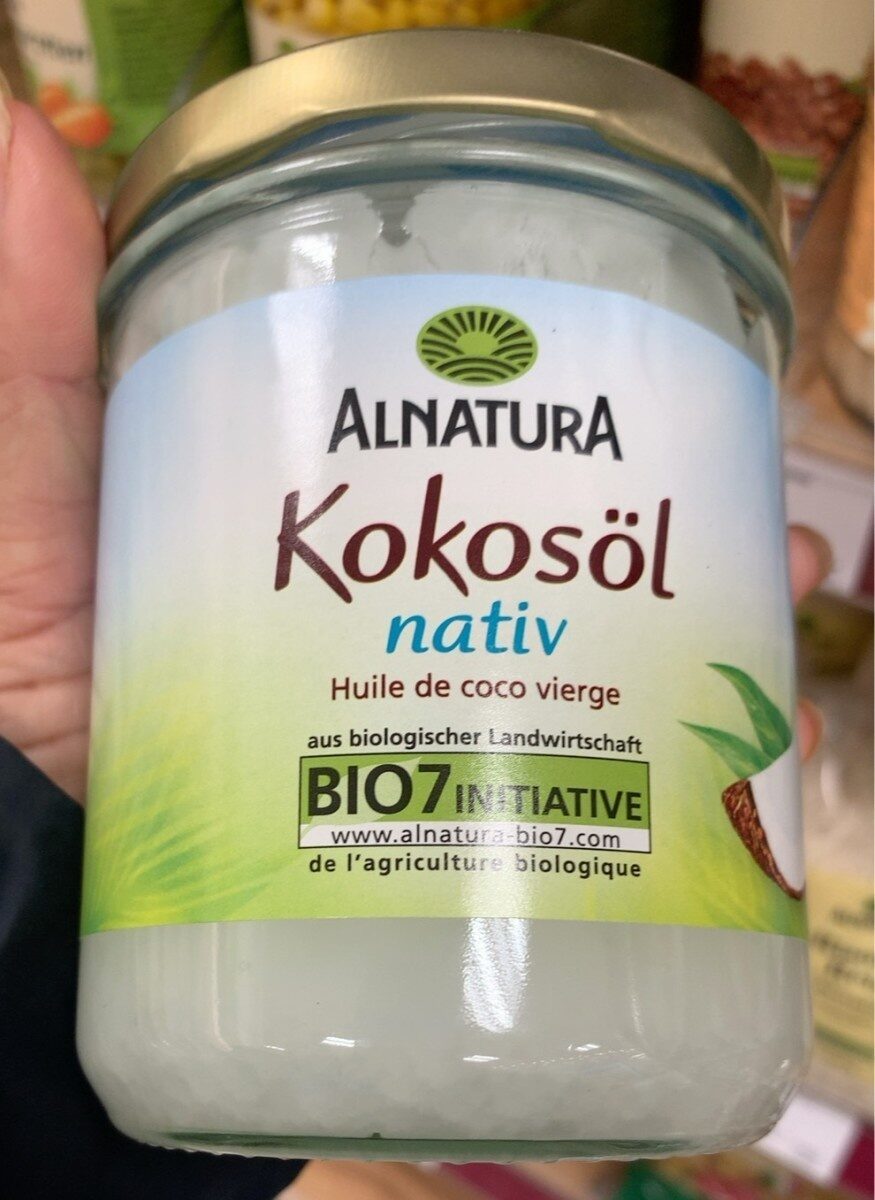 ALNATURA
Kokosöl
nativ
Huile de coco vierge
aus biologischer Landwirtschaft
BIO7 INITIATIVE
www.alnatura-bio7.com
de l'agriculture biologique